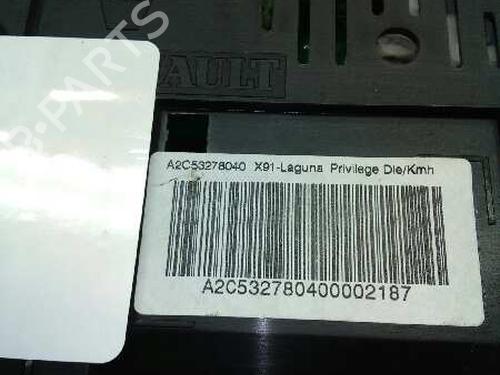 AULT
A2C53278040 X91-Laguna Privilege Die/Kmh
A2C532780400002187
B-PARTS